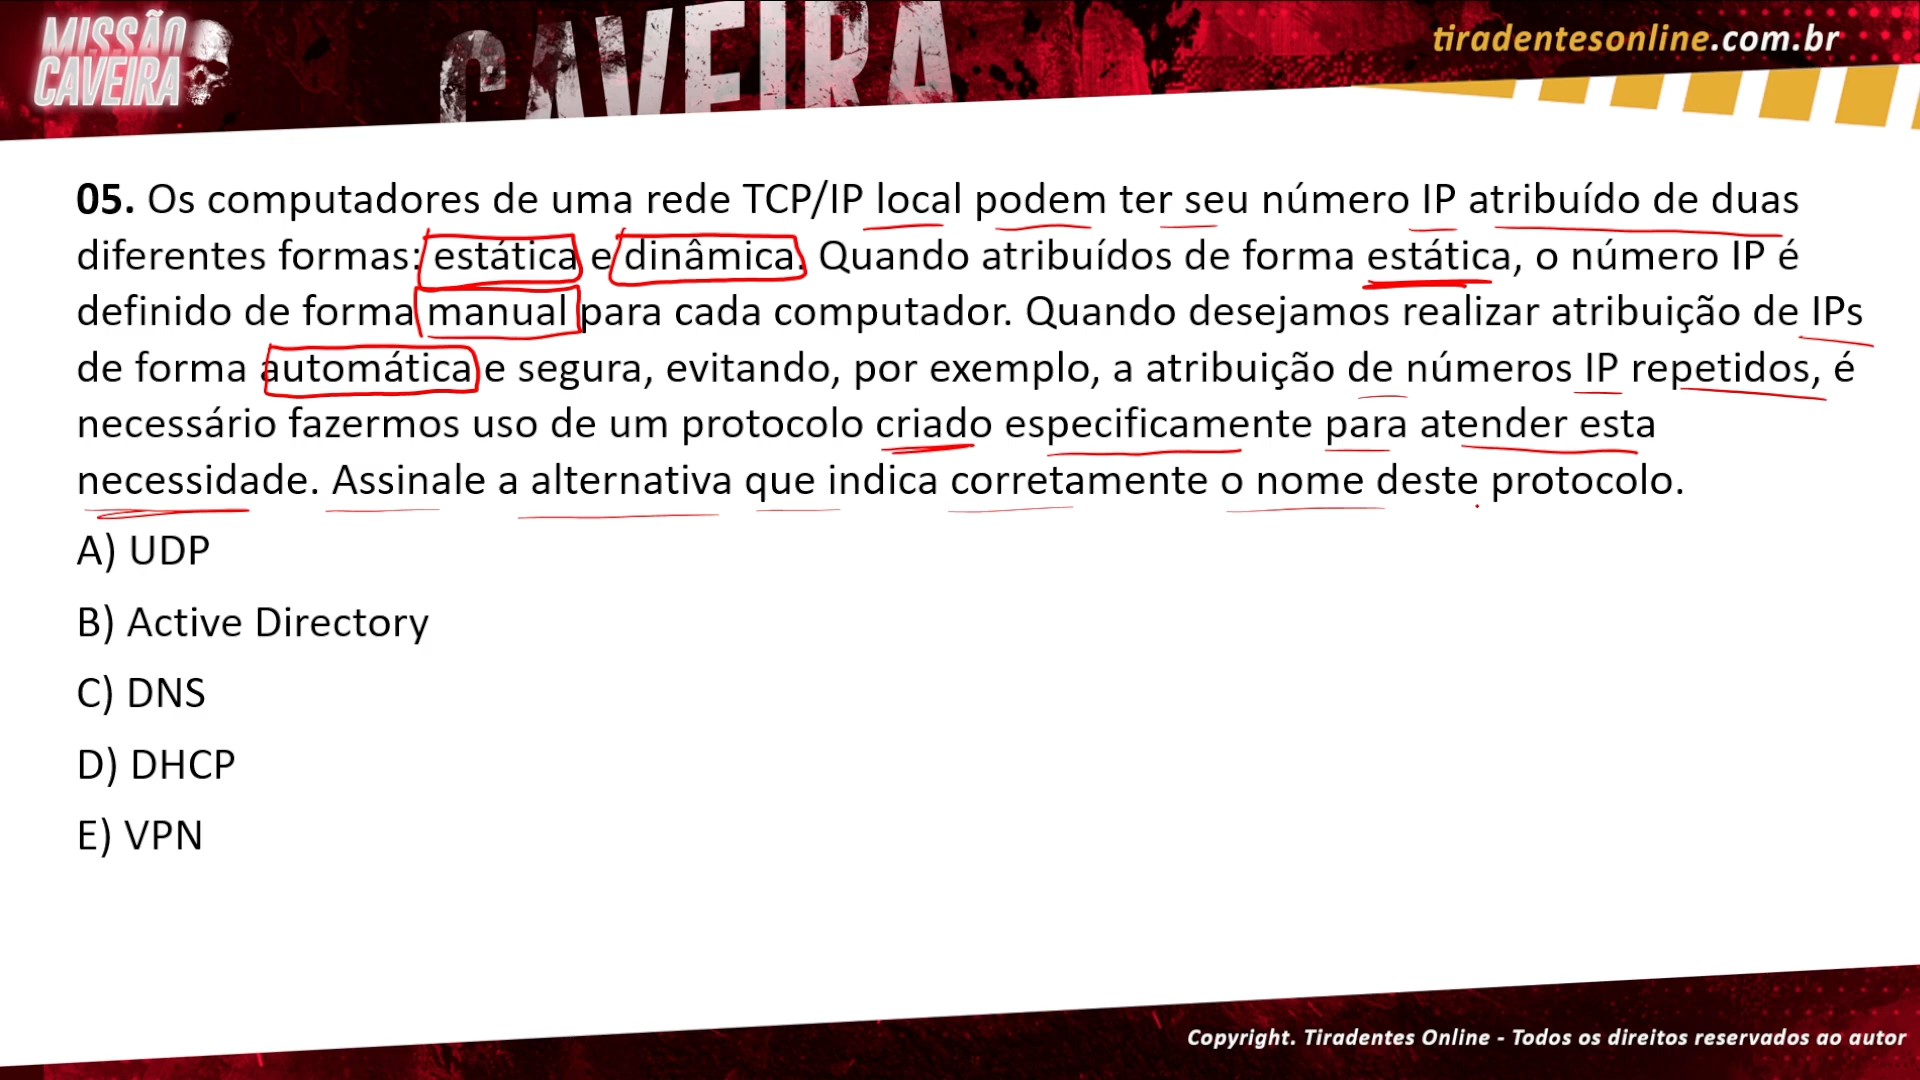 MISSÃO
CAVEIRA
CAVEIRA
tiradentesonline.com.br
05. Os computadores de uma rede TCP/IP local podem ter seu número IP atribuído de duas
diferentes formas: estática e dinâmica. Quando atribuídos de forma estática, o número IP é
definido de forma manual para cada computador. Quando desejamos realizar atribuição de IPs
de forma automática e segura, evitando, por exemplo, a atribuição de números IP repetidos, é
necessário fazermos uso de um protocolo criado especificamente para atender esta
necessidade. Assinale a alternativa que indica corretamente o nome deste protocolo.
A) UDP
B) Active Directory
C) DNS
D) DHCP
E) VPN
Copyright. Tiradentes Online - Todos os direitos reservados ao autor